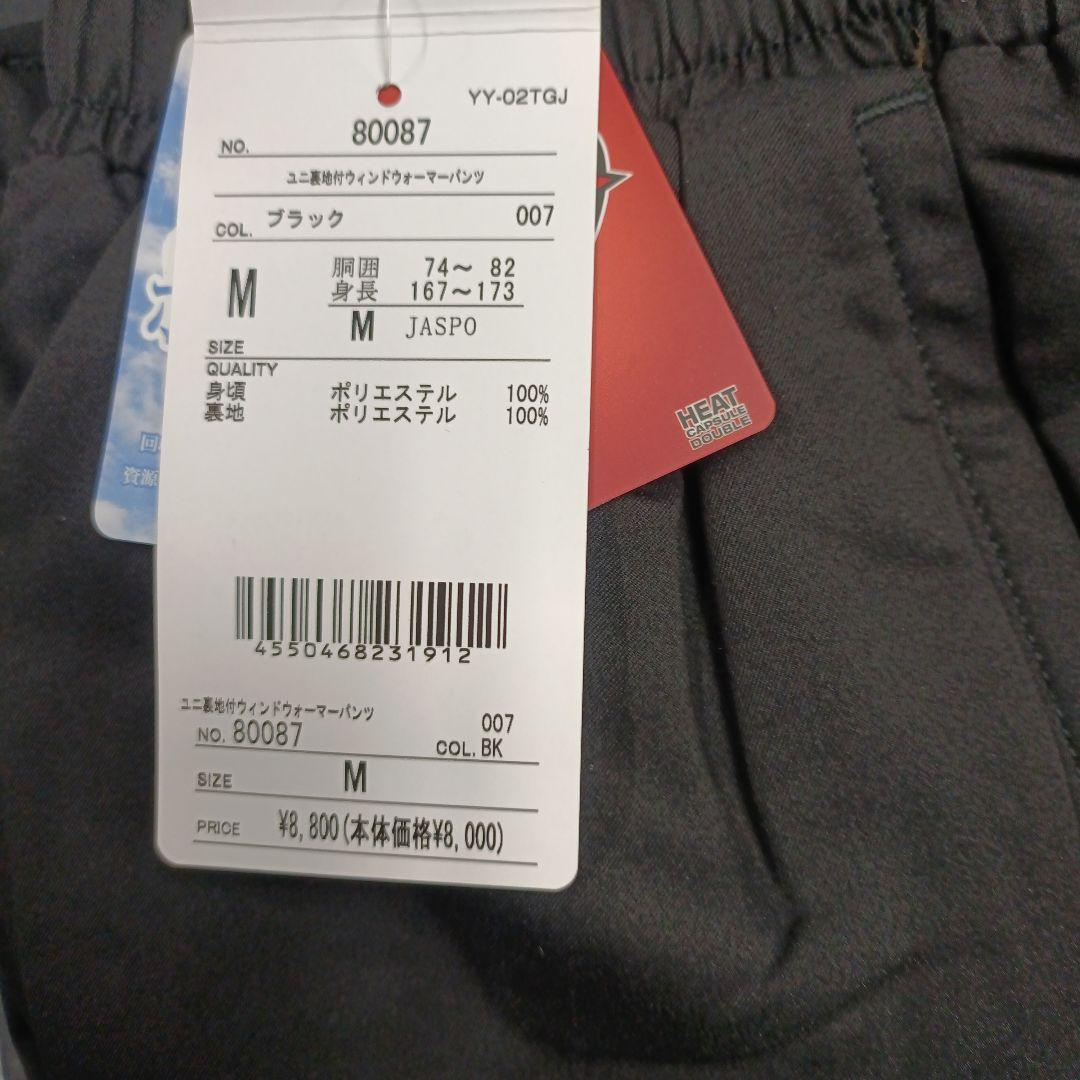 YY-02TGJ
NO. 80087
ユニ裏地付ウィンドウォーマーパンツ
COL. ブラック 007
M 胴囲 74〜 82
身長 167〜173
M JASPO
SIZE
QUALITY
身頃 ポリエステル 100%
裏地 ポリエステル 100%
HEAT
CAPSULE
DOUBLE
回
資源
4550468231912
ユニ裏地付ウィンドウォーマーパンツ
007
NO. 80087 COL. BK
SIZE M
PRICE ¥8,800(本体価格¥8,000)